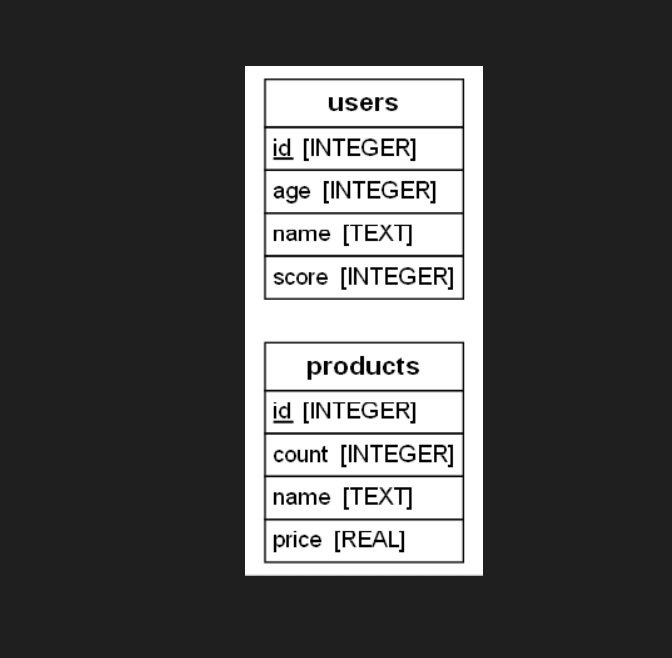 users
id [INTEGER]
age [INTEGER]
name [TEXT]
score [INTEGER]
products
id [INTEGER]
count [INTEGER]
name [TEXT]
price [REAL]